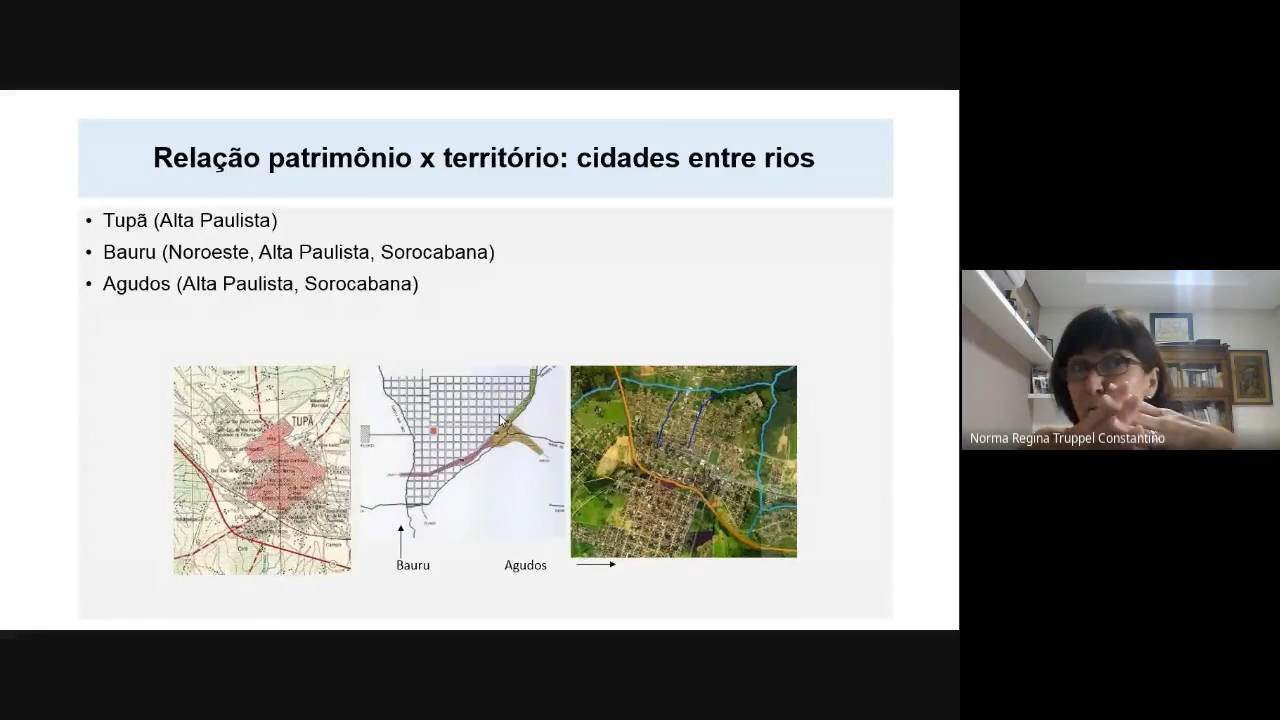 Relação patrimônio x território: cidades entre rios
• Tupã (Alta Paulista)
• Bauru (Noroeste, Alta Paulista, Sorocabana)
• Agudos (Alta Paulista, Sorocabana)
TUPÃ
Bauru
Agudos
Norma Regina Truppel Constantino